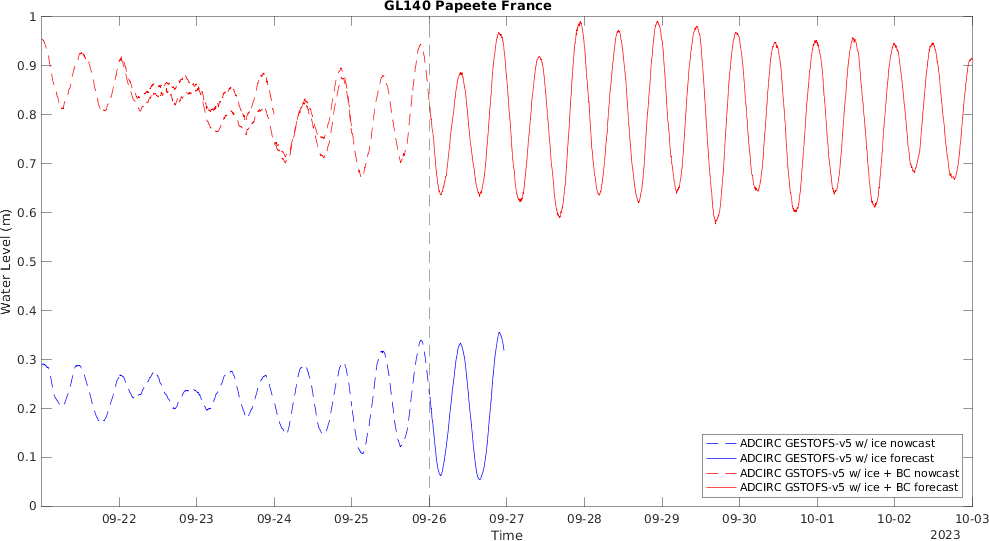 GL140 Papeete France
1
0.9
0.8
0.7
0.6
0.5
0.4
0.3
0.2
0.1
0
Water Level (m)
ADCIRC GESTOFS-v5 w/ ice nowcast
ADCIRC GESTOFS-v5 w/ ice forecast
ADCIRC GSTOFS-v5 w/ ice + BC nowcast
ADCIRC GSTOFS-v5 w/ ice + BC forecast
09-22 09-23 09-24 09-25 09-26 09-27 09-28 09-29 09-30 10-01 10-02 10-03
Time 2023